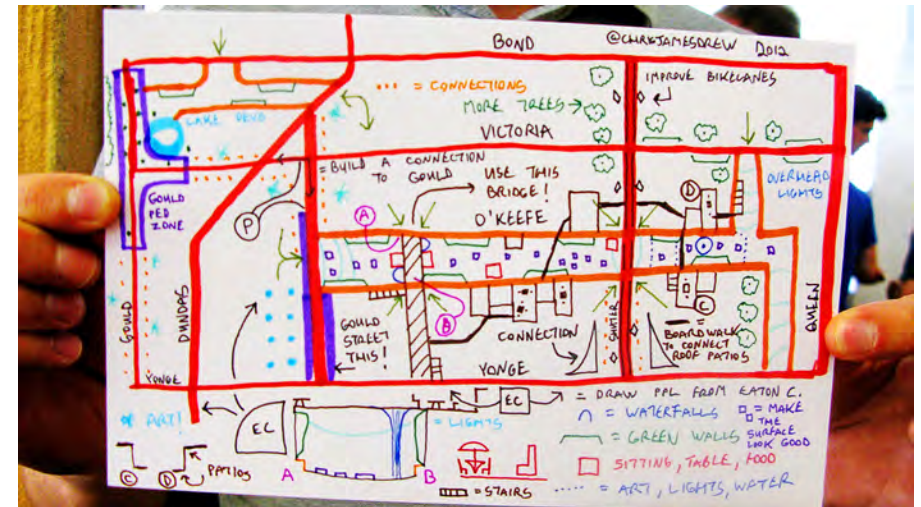 BOND
@CHRISJAMESDREW 2012
••• = CONNECTIONS
IMPROVE BIKELANES
MORE TREES →
LAKE DEVO
VICTORIA
= BUILD A CONNECTION
TO GOULD
USE THIS
BRIDGE!
OVERHEAD
LIGHTS
GOULD
PED
ZONE
P
A
O'KEEFE
D
GOULD
DUNDAS
GOULD
STREET
THIS!
B
CONNECTION
SHUTER
C
=
BOARDWALK
TO CONNECT
ROOF PATIOS
QUEEN
YONGE
YONGE
* ART!
EC
EC
= DRAW PPL FROM EATON C.
= LIGHTS
= WATERFALLS
= MAKE
THE
SURFACE
LOOK GOOD
= GREEN WALLS
PATIOS
C
D
A
B
SITTING, TABLE, FOOD
= STAIRS
..... = ART, LIGHTS, WATER